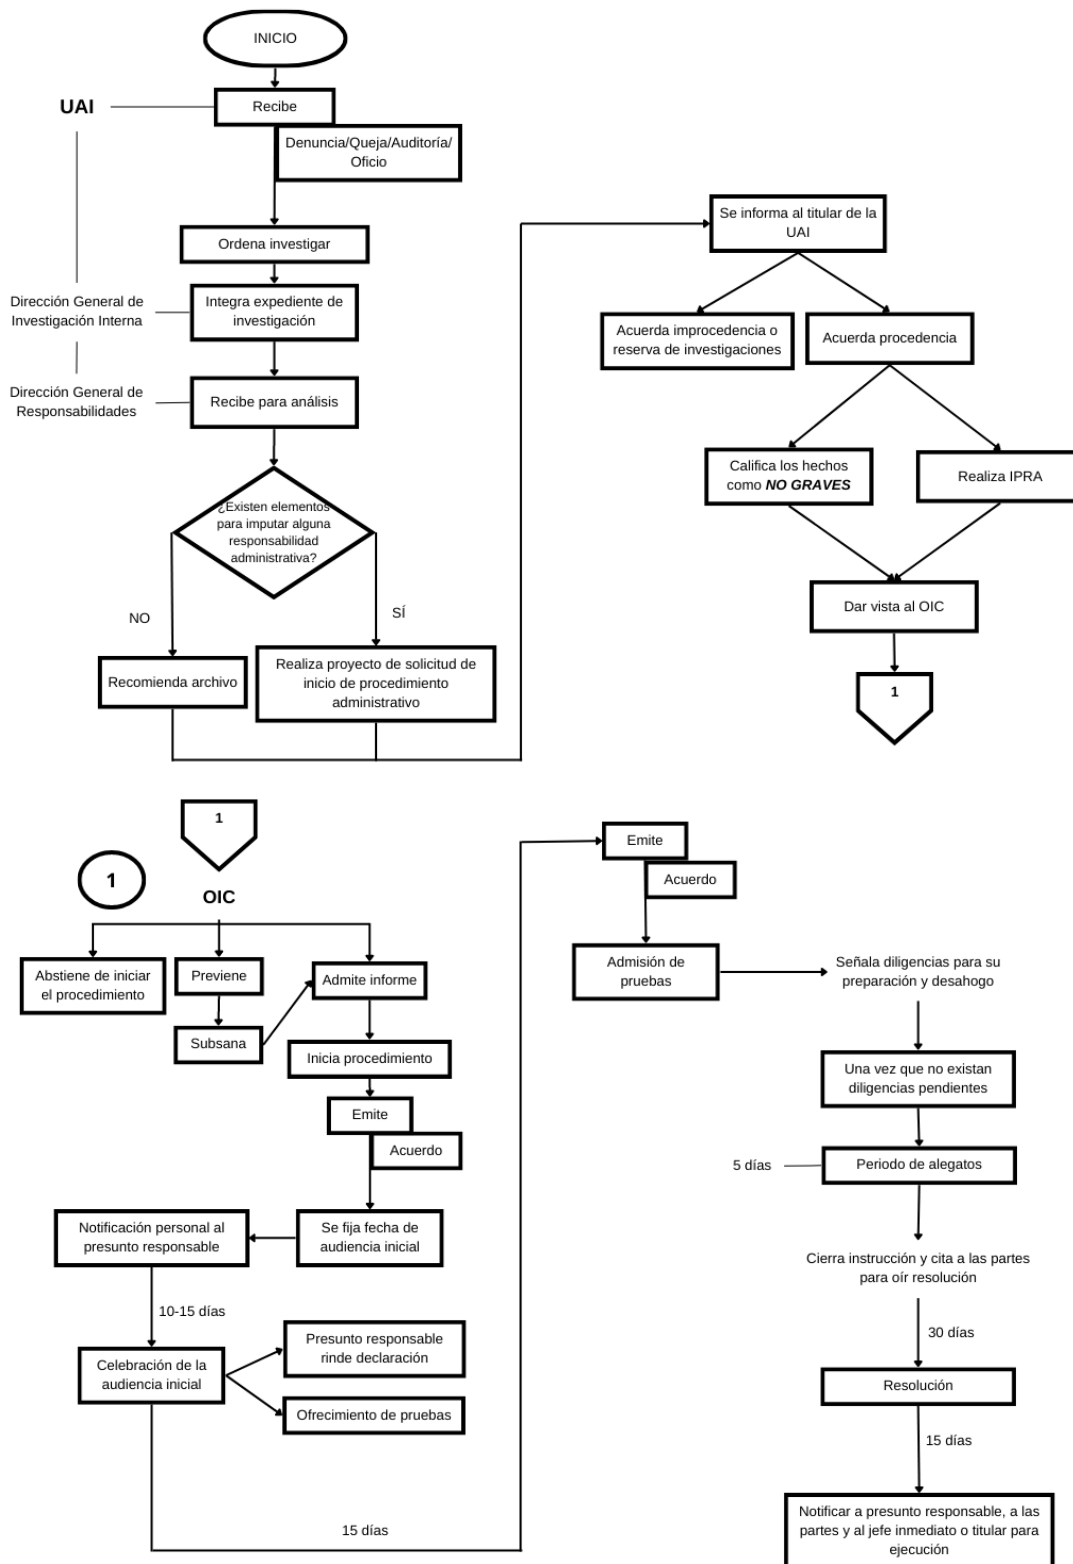 INICIO
UAI
Recibe
Denuncia/Queja/Auditoría/
Oficio
Ordena investigar
Dirección General de
Investigación Interna
Integra expediente de
investigación
Dirección General de
Responsabilidades
Recibe para análisis
¿Existen elementos
para imputar alguna
responsabilidad
administrativa?
NO
SÍ
Recomienda archivo
Realiza proyecto de solicitud de
inicio de procedimiento
administrativo
Se informa al titular de la
UAI
Acuerda improcedencia o
reserva de investigaciones
Acuerda procedencia
Califica los hechos
como NO GRAVES
Realiza IPRA
Dar vista al OIC
1
1
1
OIC
Abstiene de iniciar
el procedimiento
Previene
Admite informe
Subsana
Inicia procedimiento
Emite
Acuerdo
Se fija fecha de
audiencia inicial
Notificación personal al
presunto responsable
10-15 días
Celebración de la
audiencia inicial
Presunto responsable
rinde declaración
Ofrecimiento de pruebas
15 días
Emite
Acuerdo
Admisión de
pruebas
Señala diligencias para su
preparación y desahogo
Una vez que no existan
diligencias pendientes
5 días
Periodo de alegatos
Cierra instrucción y cita a las partes
para oír resolución
30 días
Resolución
15 días
Notificar a presunto responsable, a las
partes y al jefe inmediato o titular para
ejecución